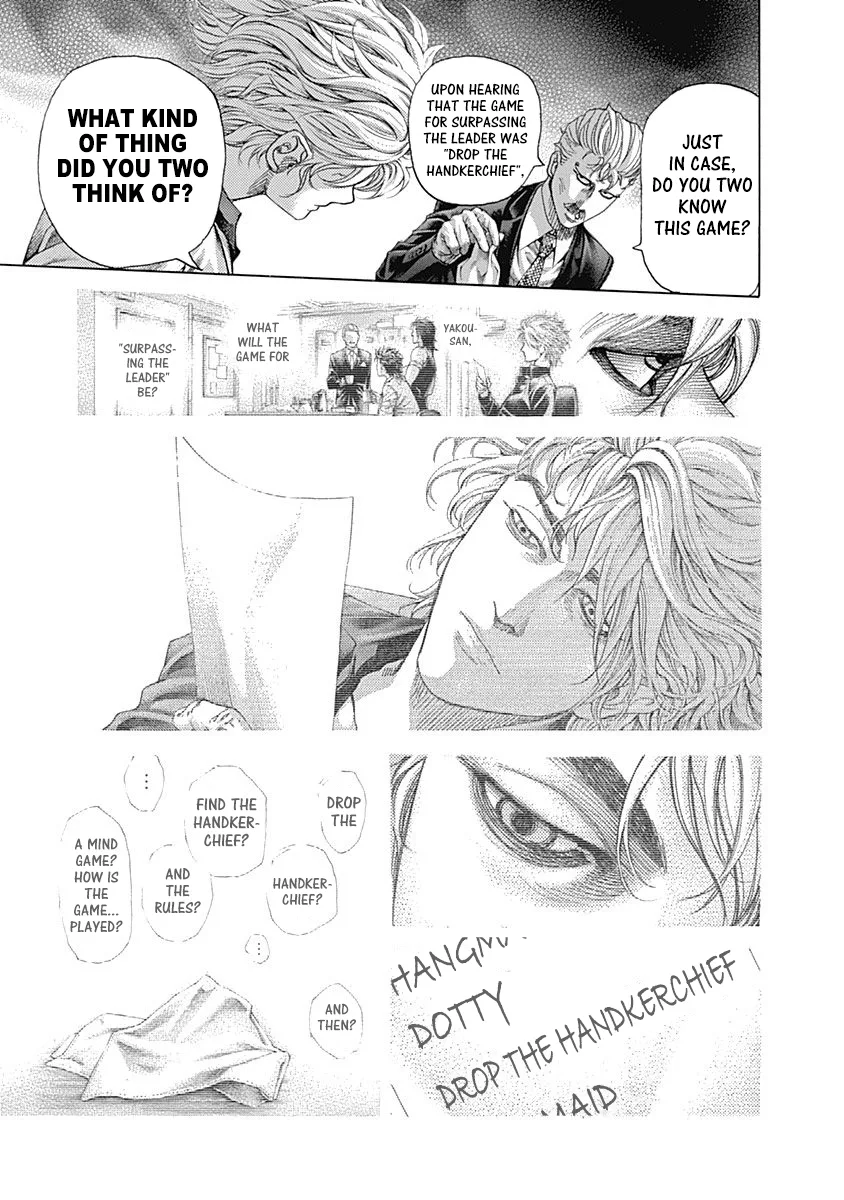 JUST
IN CASE,
DO YOU TWO
KNOW
THIS GAME?
UPON HEARING
THAT THE GAME
FOR SURPASSING
THE LEADER WAS
"DROP THE
HANDKERCHIEF",
WHAT KIND
OF THING
DID YOU TWO
THINK OF?
YAKOU-
SAN,
WHAT
WILL THE
GAME FOR
"SURPASS-
ING THE
LEADER"
BE?
HANGMA
DOTTY
DROP THE HANDKERCHIEF
MAID
DROP
THE
HANDKER-
CHIEF?
FIND THE
HANDKER-
CHIEF?
AND
THE
RULES?
...
A MIND
GAME?
HOW IS
THE
GAME...
PLAYED?
...
AND
THEN?